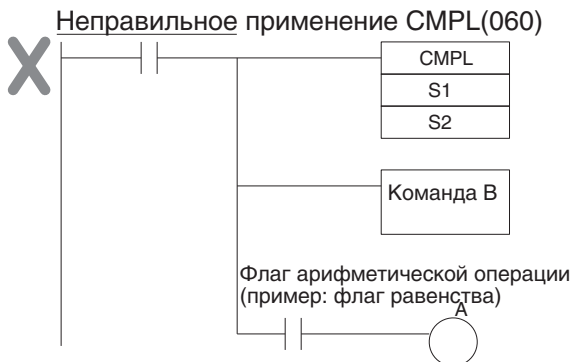 Неправильное применение CMPL(060)
X
CMPL
S1
S2
Команда B
Флаг арифметической операции
(пример: флаг равенства)
A